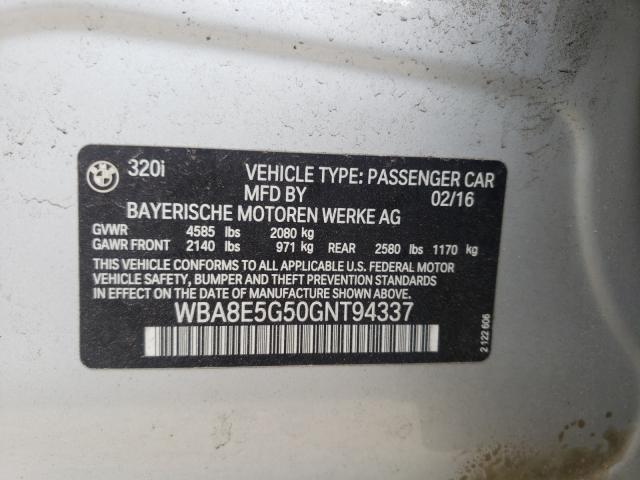 320i
VEHICLE TYPE: PASSENGER CAR
MFD BY 02/16
BAYERISCHE MOTOREN WERKE AG
GVWR 4585 lbs 2080 kg
GAWR FRONT 2140 lbs 971 kg REAR 2580 lbs 1170 kg
THIS VEHICLE CONFORMS TO ALL APPLICABLE U.S. FEDERAL MOTOR
VEHICLE SAFETY, BUMPER AND THEFT PREVENTION STANDARDS
IN EFFECT ON THE DATE OF MANUFACTURE SHOWN ABOVE.
WBA8E5G50GNT94337
2 122 606